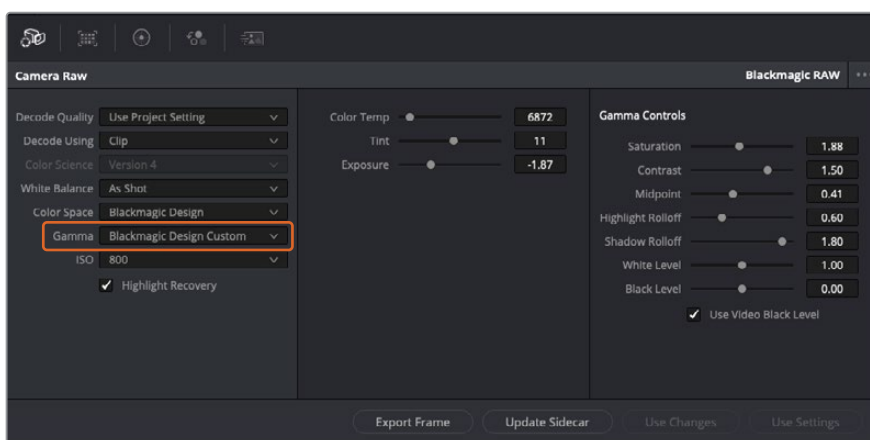 Camera Raw
Blackmagic RAW
Decode Quality Use Project Setting
Decode Using Clip
Color Science Version 4
White Balance As Shot
Color Space Blackmagic Design
Gamma Blackmagic Design Custom
ISO 800
Highlight Recovery
Color Temp 6872
Tint 11
Exposure -1.87
Gamma Controls
Saturation 1.88
Contrast 1.50
Midpoint 0.41
Highlight Rolloff 0.60
Shadow Rolloff 1.80
White Level 1.00
Black Level 0.00
Use Video Black Level
Export Frame
Update Sidecar
Use Changes
Use Settings